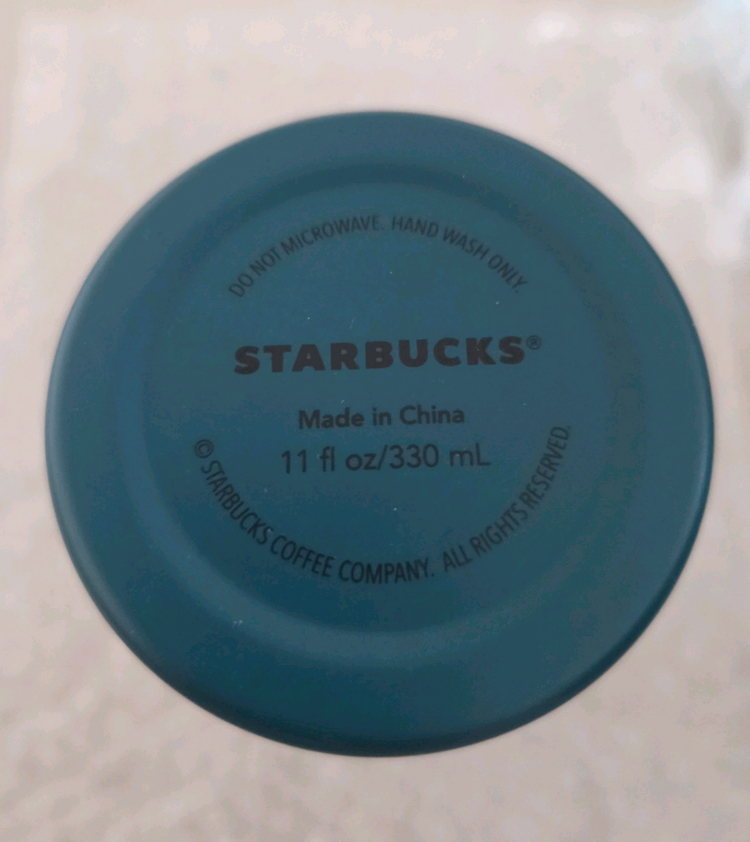 DO NOT MICROWAVE. HAND WASH ONLY.
STARBUCKS®
Made in China
11 fl oz/330 mL
© STARBUCKS COFFEE COMPANY. ALL RIGHTS RESERVED.